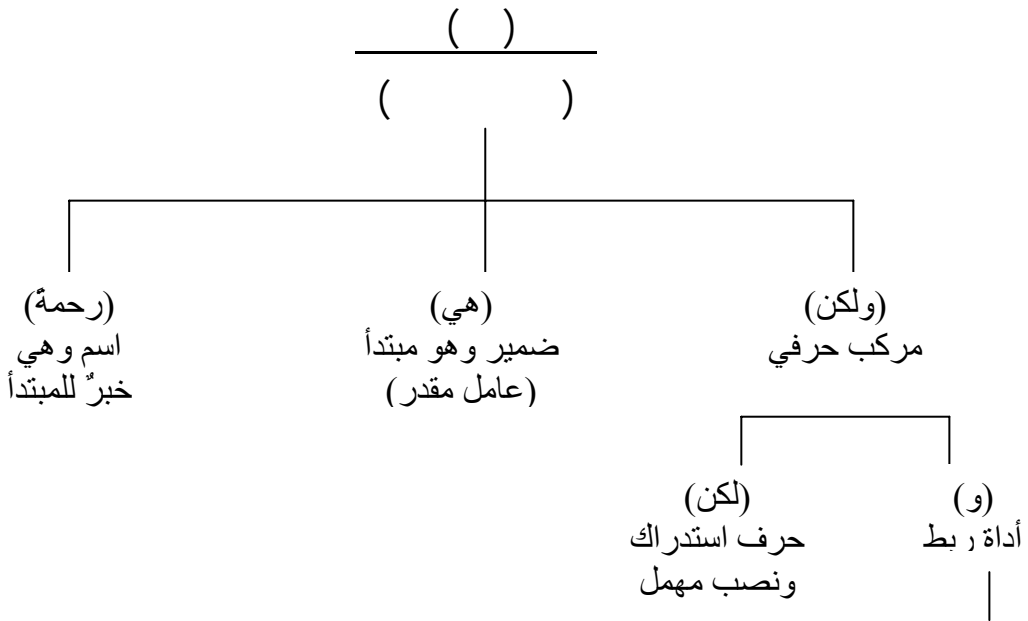 ( )
( )
(ولكن)
مركب حرفي
(هي)
ضمير وهو مبتدأ
(عامل مقدر)
(رحمةً)
اسم وهي
خبرٌ للمبتدأ
(و)
أداة ربط
(لكن)
حرف استدراك
ونصب مهمل